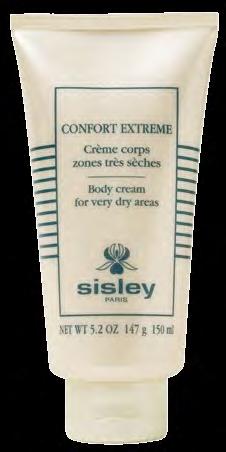 CONFORT EXTREME
Crème corps
zones très sèches
Body cream
for very dry areas
sisley
PARIS
NET WT 5.2 OZ 147 g 150 ml